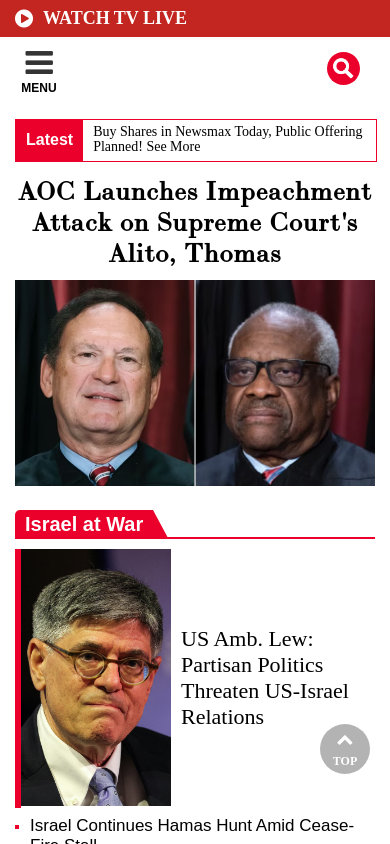 WATCH TV LIVE
MENU
Latest
Buy Shares in Newsmax Today, Public Offering
Planned! See More
AOC Launches Impeachment
Attack on Supreme Court's
Alito, Thomas
Israel at War
US Amb. Lew:
Partisan Politics
Threaten US-Israel
Relations
TOP
Israel Continues Hamas Hunt Amid Cease-
Fire Stall